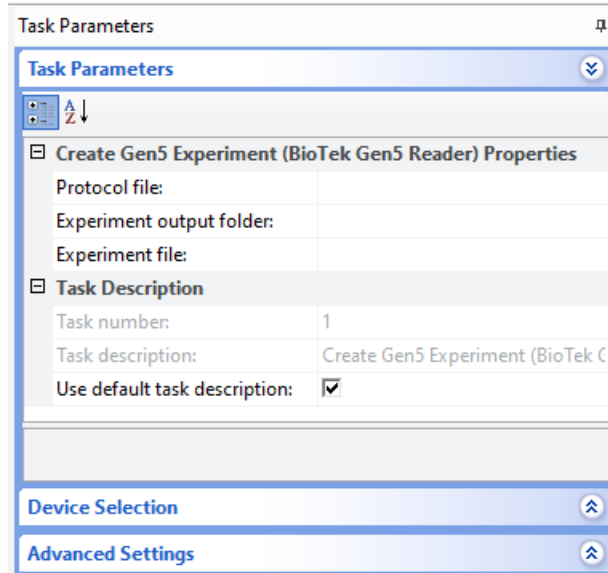 Task Parameters
Task Parameters
A
Z
Create Gen5 Experiment (BioTek Gen5 Reader) Properties
Protocol file:
Experiment output folder:
Experiment file:
Task Description
Task number: 1
Task description: Create Gen5 Experiment (BioTek
Use default task description:
Device Selection
Advanced Settings